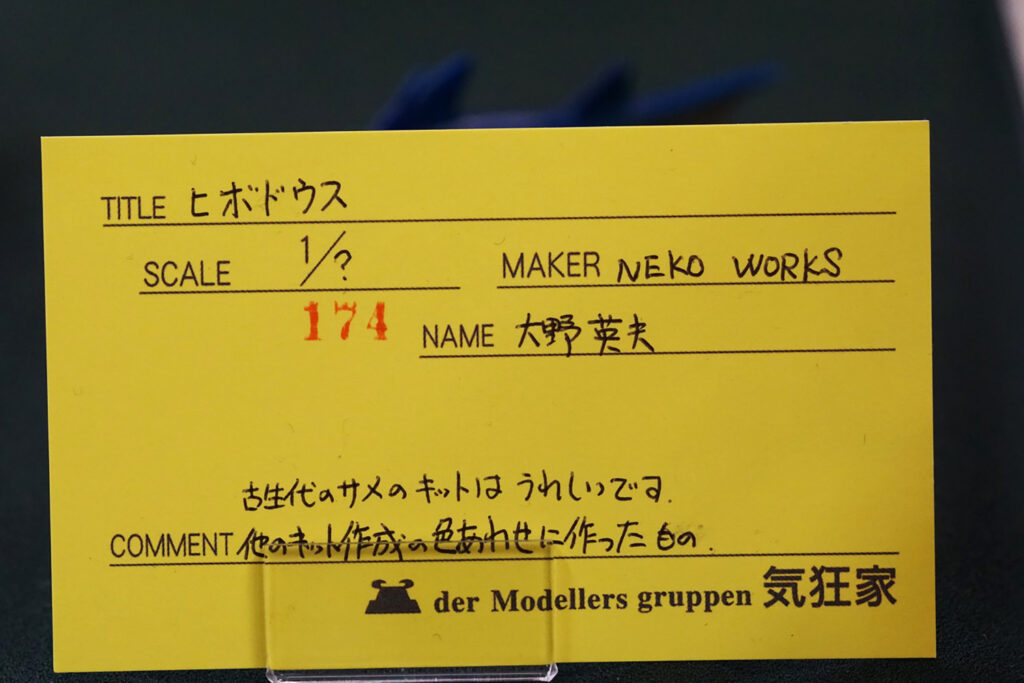 TITLE ヒボドウス
SCALE 1/?
MAKER NEKO WORKS
174
NAME 大野英夫
古生代のサメのキットはうれしいです.
COMMENT 他のキット作成の色あわせに作ったもの.
der Modellers gruppen 気狂家